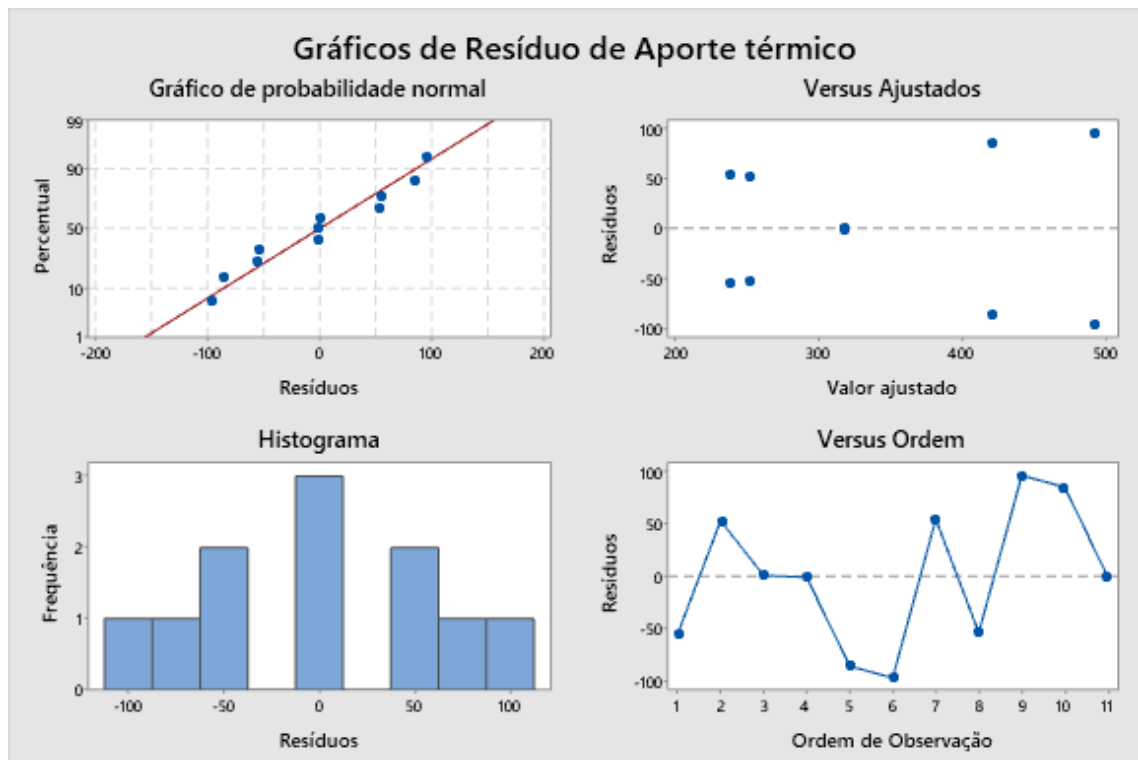 Gráficos de Resíduo de Aporte térmico
Gráfico de probabilidade normal
99
90
50
10
1
Percentual
-200 -100 0 100 200
Resíduos
Versus Ajustados
100
50
0
-50
-100
Resíduos
200 300 400 500
Valor ajustado
Histograma
3
2
1
0
Frequência
-100 -50 0 50 100
Resíduos
Versus Ordem
100
50
0
-50
-100
Resíduos
1 2 3 4 5 6 7 8 9 10 11
Ordem de Observação